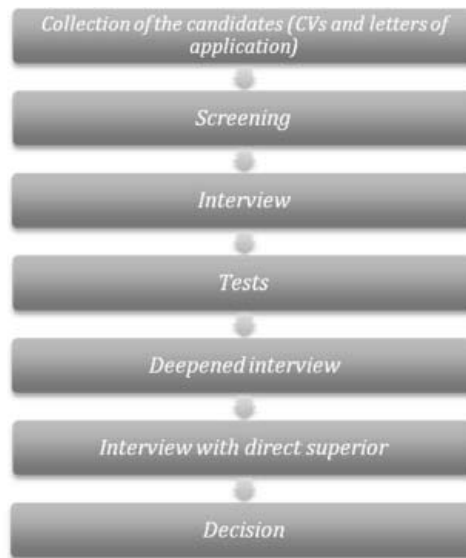 Collection of the candidates (CVs and letters of
application)
Screening
Interview
Tests
Deepened interview
Interview with direct superior
Decision